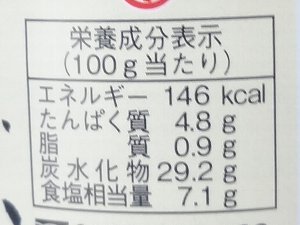 栄養成分表示
(100g当たり)
エネルギー 146 kcal
たんぱく質 4.8 g
脂質 0.9 g
炭水化物 29.2 g
食塩相当量 7.1 g